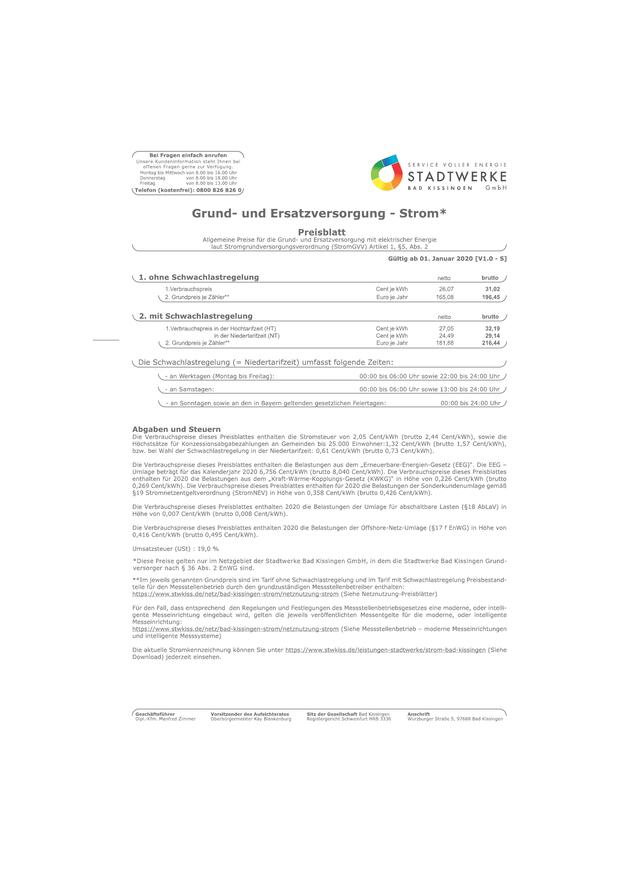 Bei Fragen einfach anrufen
Unsere Kundeninformation steht Ihnen bei
offenen Fragen gerne zur Verfügung:
Montag bis Mittwoch von 8.00 bis 16.00 Uhr
Donnerstag von 8.00 bis 18.00 Uhr
Freitag von 8.00 bis 13.00 Uhr
Telefon (kostenfrei): 0800 826 826 0
SERVICE VOLLER ENERGIE
STADTWERKE
BAD KISSINGEN GmbH
Grund- und Ersatzversorgung - Strom*
Preisblatt
Allgemeine Preise für die Grund- und Ersatzversorgung mit elektrischer Energie
laut Stromgrundversorgungsverordnung (StromGVV) Artikel 1, §5, Abs. 2
Gültig ab 01. Januar 2020 [V1.0 - S]
1. ohne Schwachlastregelung netto brutto
1.Verbrauchspreis Cent je kWh 26,07 31,02
2. Grundpreis je Zähler** Euro je Jahr 165,08 196,45
2. mit Schwachlastregelung netto brutto
1.Verbrauchspreis in der Hochtarifzeit (HT) Cent je kWh 27,05 32,19
in der Niedertarifzeit (NT) Cent je kWh 24,49 29,14
2. Grundpreis je Zähler** Euro je Jahr 181,88 216,44
Die Schwachlastregelung (= Niedertarifzeit) umfasst folgende Zeiten:
- an Werktagen (Montag bis Freitag): 00:00 bis 06:00 Uhr sowie 22:00 bis 24:00 Uhr
- an Samstagen: 00:00 bis 06:00 Uhr sowie 13:00 bis 24:00 Uhr
- an Sonntagen sowie an den in Bayern geltenden gesetzlichen Feiertagen: 00:00 bis 24:00 Uhr
Abgaben und Steuern
Die Verbrauchspreise dieses Preisblattes enthalten die Stromsteuer von 2,05 Cent/kWh (brutto 2,44 Cent/kWh), sowie die
Höchstsätze für Konzessionsabgabezahlungen an Gemeinden bis 25.000 Einwohner:1,32 Cent/kWh (brutto 1,57 Cent/kWh),
bzw. bei Wahl der Schwachlastregelung in der Niedertarifzeit: 0,61 Cent/kWh (brutto 0,73 Cent/kWh).
Die Verbrauchspreise dieses Preisblattes enthalten die Belastungen aus dem „Erneuerbare-Energien-Gesetz (EEG)". Die EEG –
Umlage beträgt für das Kalenderjahr 2020 6,756 Cent/kWh (brutto 8,040 Cent/kWh). Die Verbrauchspreise dieses Preisblattes
enthalten für 2020 die Belastungen aus dem „Kraft-Wärme-Kopplungs-Gesetz (KWKG)" in Höhe von 0,226 Cent/kWh (brutto
0,269 Cent/kWh). Die Verbrauchspreise dieses Preisblattes enthalten für 2020 die Belastungen der Sonderkundenumlage gemäß
§19 Stromnetzentgeltverordnung (StromNEV) in Höhe von 0,358 Cent/kWh (brutto 0,426 Cent/kWh).
Die Verbrauchspreise dieses Preisblattes enthalten 2020 die Belastungen der Umlage für abschaltbare Lasten (§18 AbLaV) in
Höhe von 0,007 Cent/kWh (brutto 0,008 Cent/kWh).
Die Verbrauchspreise dieses Preisblattes enthalten 2020 die Belastungen der Offshore-Netz-Umlage (§17 f EnWG) in Höhe von
0,416 Cent/kWh (brutto 0,495 Cent/kWh).
Umsatzsteuer (USt) : 19,0 %
*Diese Preise gelten nur im Netzgebiet der Stadtwerke Bad Kissingen GmbH, in dem die Stadtwerke Bad Kissingen Grund-
versorger nach § 36 Abs. 2 EnWG sind.
**Im jeweils genannten Grundpreis sind im Tarif ohne Schwachlastregelung und im Tarif mit Schwachlastregelung Preisbestand-
teile für den Messstellenbetrieb durch den grundzuständigen Messstellenbetreiber enthalten:
https://www.stwkiss.de/netz/bad-kissingen-strom/netznutzung-strom (Siehe Netznutzung-Preisblätter)
Für den Fall, dass entsprechend den Regelungen und Festlegungen des Messstellenbetriebsgesetzes eine moderne, oder intelli-
gente Messeinrichtung eingebaut wird, gelten die jeweils veröffentlichten Messentgelte für die moderne, oder intelligente
Messeinrichtung:
https://www.stwkiss.de/netz/bad-kissingen-strom/netznutzung-strom (Siehe Messstellenbetrieb – moderne Messeinrichtungen
und intelligente Messsysteme)
Die aktuelle Stromkennzeichnung können Sie unter https://www.stwkiss.de/leistungen-stadtwerke/strom-bad-kissingen (Siehe
Download) jederzeit einsehen.
Geschäftsführer Vorsitzender des Aufsichtsrates Sitz der Gesellschaft Bad Kissingen Anschrift
Dipl.-Kfm. Manfred Zimmer Oberbürgermeister Kay Blankenburg Registergericht Schweinfurt HRB 3336 Würzburger Straße 5, 97688 Bad Kissingen